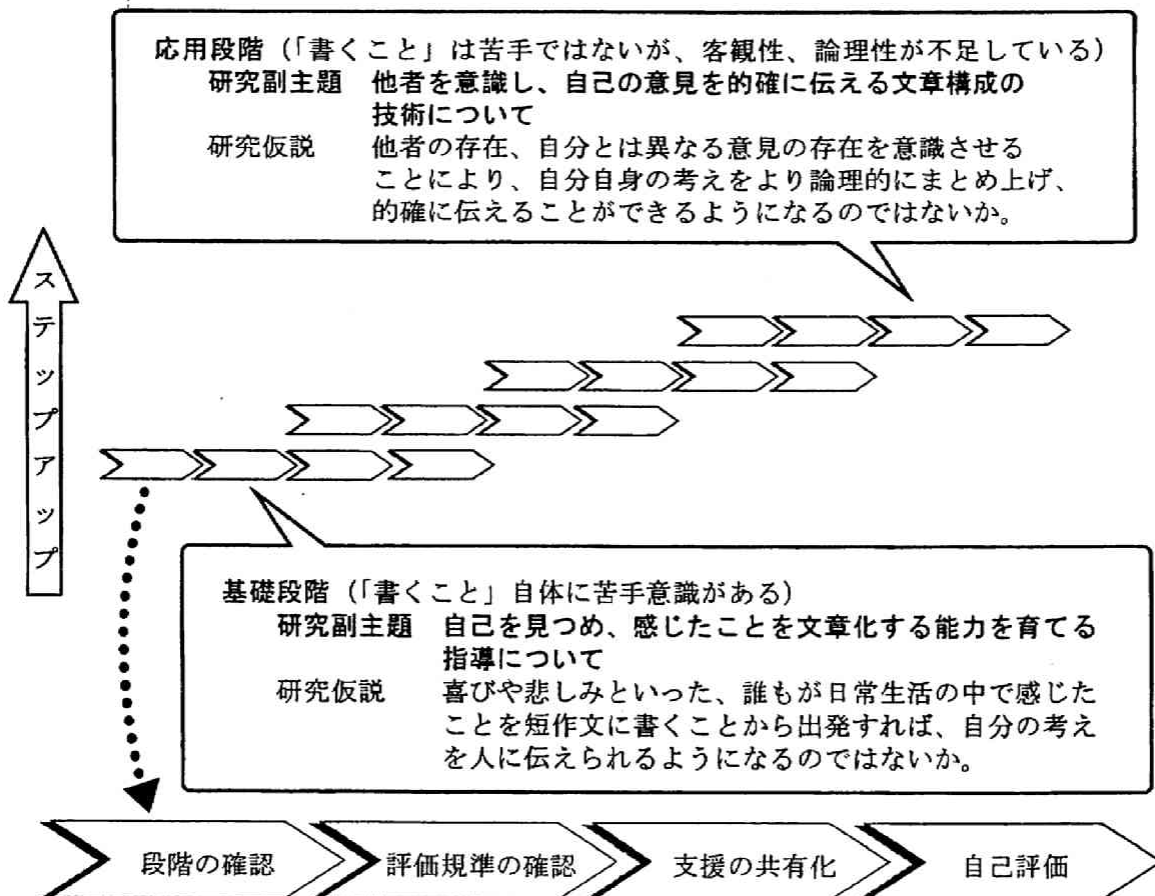 応用段階（「書くこと」は苦手ではないが、客観性、論理性が不足している）
研究副主題　他者を意識し、自己の意見を的確に伝える文章構成の
技術について
研究仮説　他者の存在、自分とは異なる意見の存在を意識させる
ことにより、自分自身の考えをより論理的にまとめ上げ、
的確に伝えることができるようになるのではないか。
ステップアップ
基礎段階（「書くこと」自体に苦手意識がある）
研究副主題　自己を見つめ、感じたことを文章化する能力を育てる
指導について
研究仮説　喜びや悲しみといった、誰もが日常生活の中で感じた
ことを短作文に書くことから出発すれば、自分の考え
を人に伝えられるようになるのではないか。
段階の確認　評価規準の確認　支援の共有化　自己評価